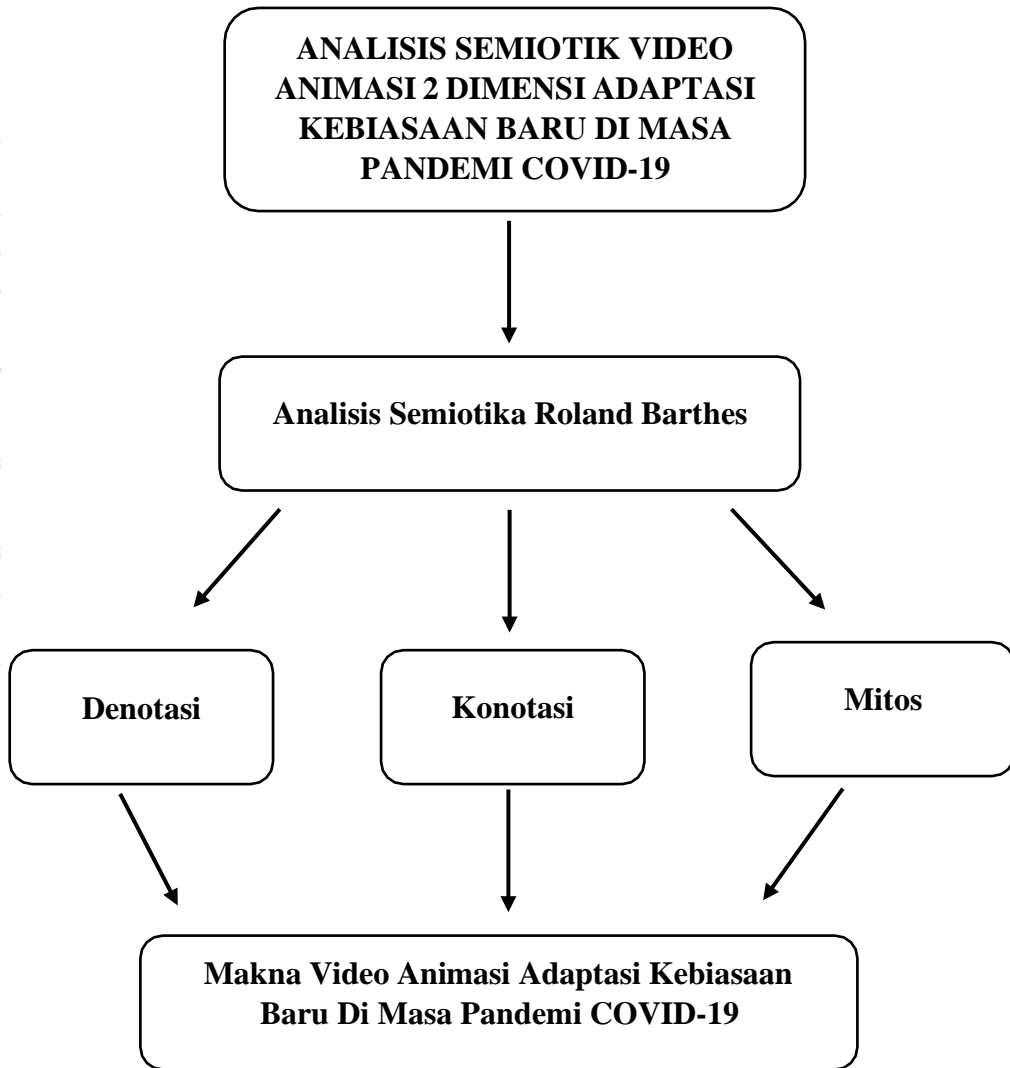 ANALISIS SEMIOTIK VIDEO
ANIMASI 2 DIMENSI ADAPTASI
KEBIASAAN BARU DI MASA
PANDEMI COVID-19
Analisis Semiotika Roland Barthes
Denotasi
Konotasi
Mitos
Makna Video Animasi Adaptasi Kebiasaan
Baru Di Masa Pandemi COVID-19